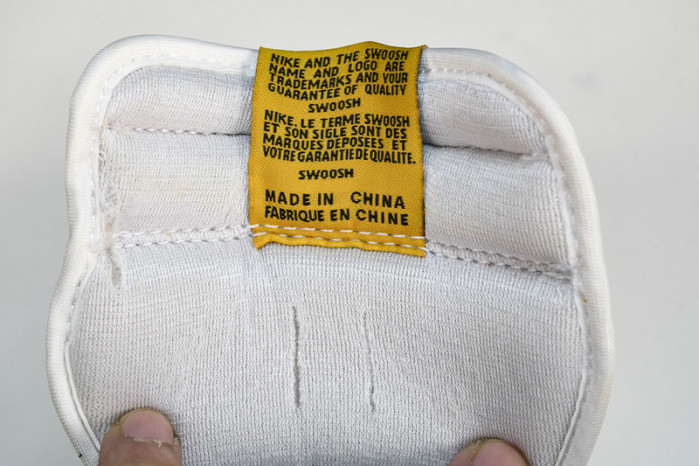 NIKE AND THE SWOOSH
NAME AND LOGO ARE
TRADEMARKS AND YOUR
GUARANTEE OF QUALITY
SWOOSH
NIKE. LE TERME SWOOSH
ET SON SIGLE SONT DES
MARQUES DEPOSEES ET
VOTRE GARANTIE DE QUALITE.
SWOOSH
MADE IN CHINA
FABRIQUE EN CHINE